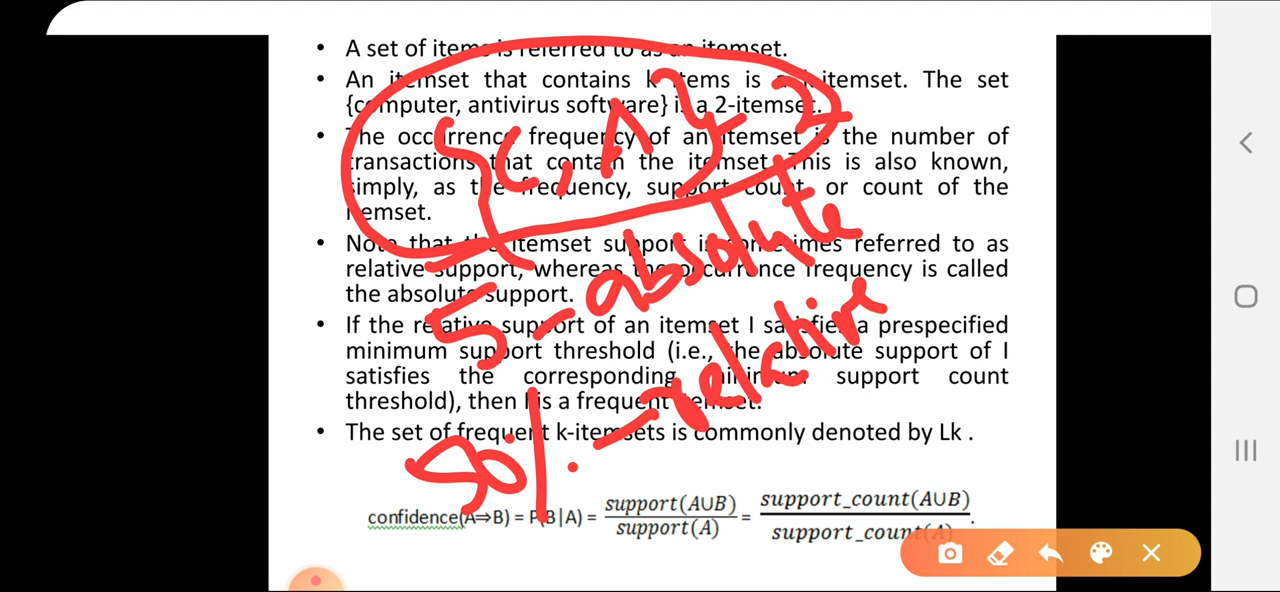 • A set of items is referred to as an itemset.
• An itemset that contains k items is a k-itemset. The set
{computer, antivirus software} is a 2-itemset.
• The occurrence frequency of an itemset is the number of
transactions that contain the itemset. This is also known,
simply, as the frequency, support count, or count of the
itemset.
• Note that the itemset support is sometimes referred to as
relative support, whereas the occurrence frequency is called
the absolute support.
• If the relative support of an itemset I satisfies a prespecified
minimum support threshold (i.e., the absolute support of I
satisfies the corresponding minimum support count
threshold), then I is a frequent itemset.
• The set of frequent k-itemsets is commonly denoted by Lk .
confidence(A⇒B) = P(B|A) = support(A∪B) / support(A) = support_count(A∪B) / support_count(A) .
{C, A} 2
5 - absolute
50% - relative